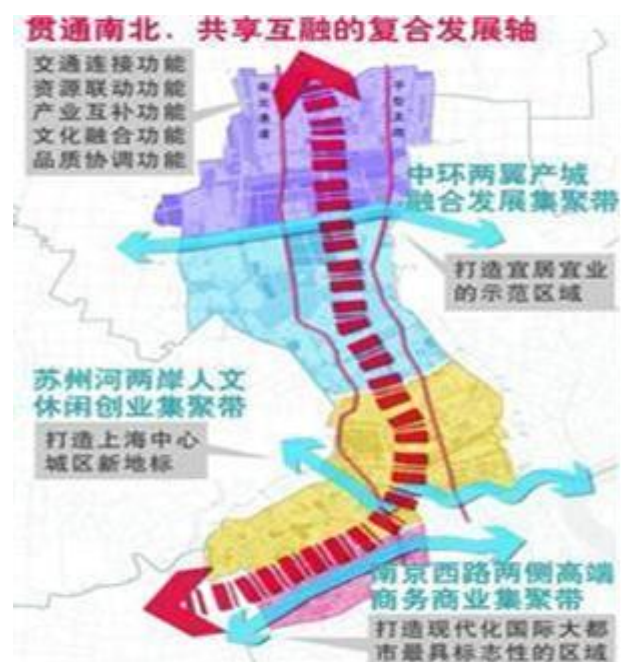 贯通南北．共享互融的复合发展轴
交通连接功能
资源联动功能
产业互补功能
文化融合功能
品质协调功能
中环两翼产城
融合发展集聚带
打造宜居宜业
的示范区域
苏州河两岸人文
休闲创业集聚带
打造上海中心
城区新地标
南京西路两侧高端
商务商业集聚带
打造现代化国际大都
市最具标志性的区域